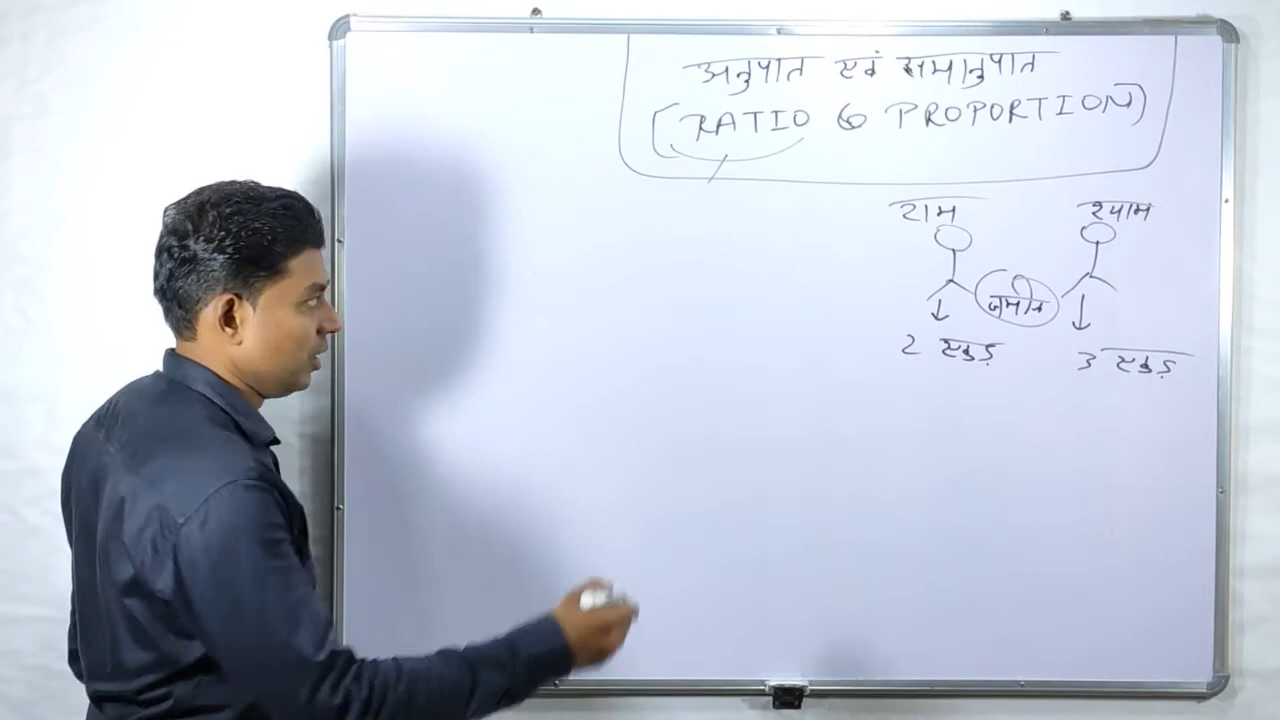 अनुपात एवं समानुपात
(RATIO & PROPORTION)
राम श्याम
जमीन
2 एकड़ 3 एकड़